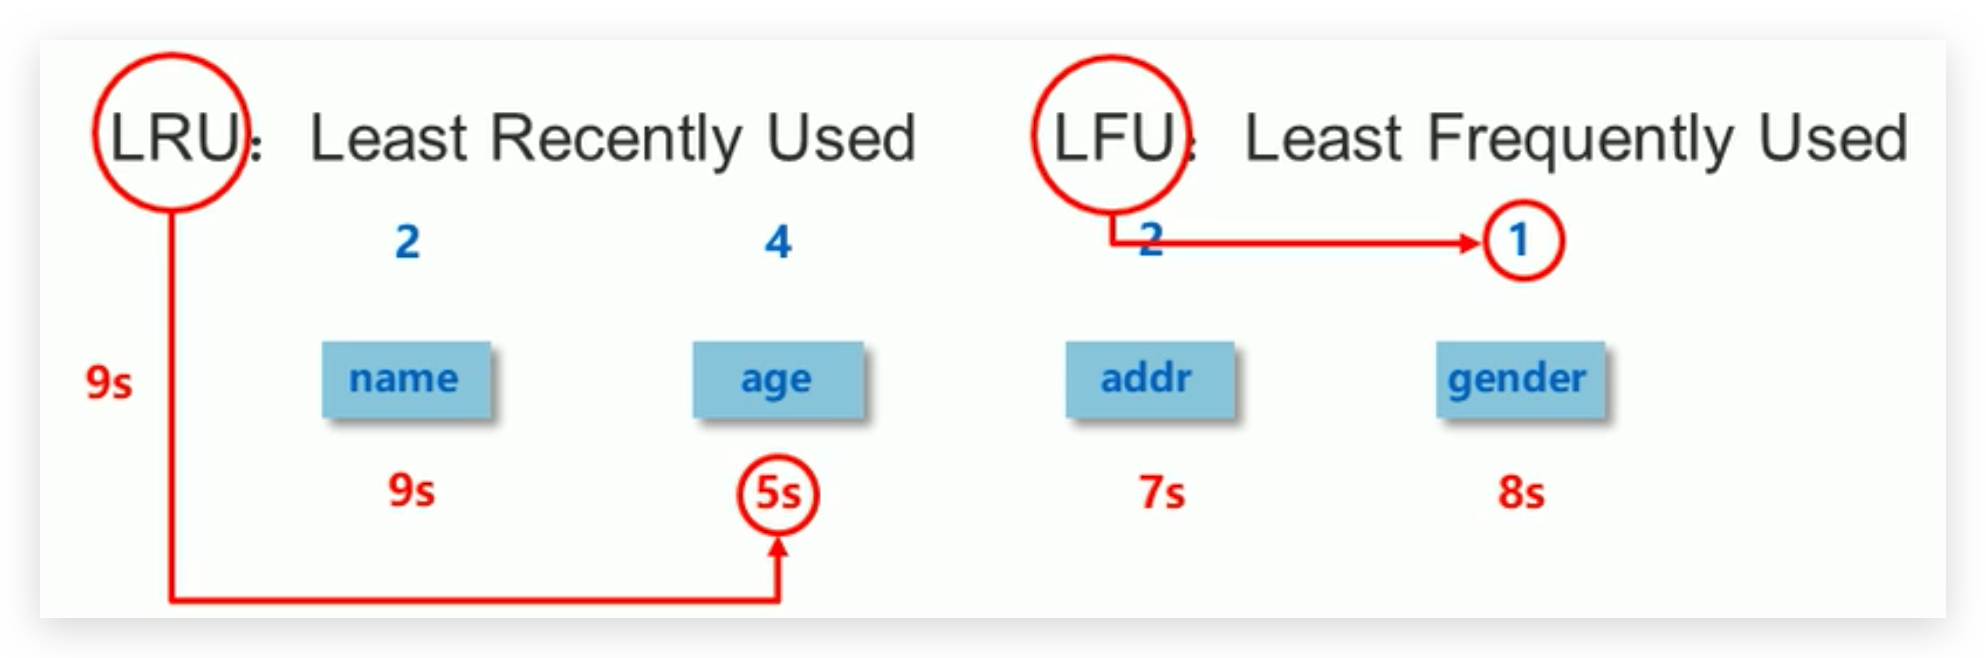 LRU： Least Recently Used LFU： Least Frequently Used
2 4 2 1
9s name age addr gender
9s 5s 7s 8s